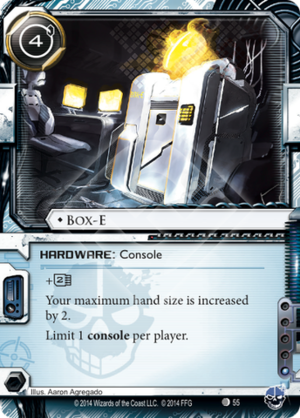 4
• BOX-E
HARDWARE: Console
+2
Your maximum hand size is increased
by 2.
Limit 1 console per player.
Illus. Aaron Agregado
© 2014 Wizards of the Coast LLC. © 2014 FFG
55